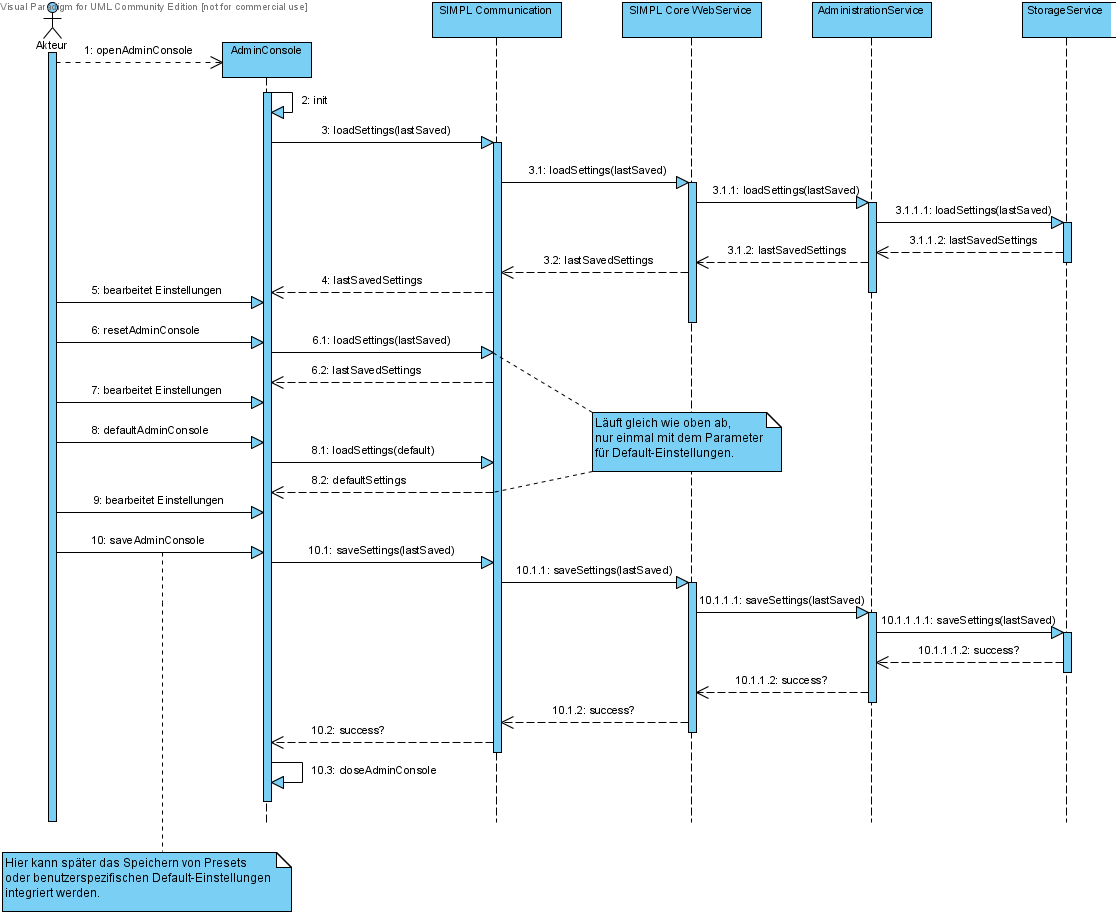 Visual Paradigm for UML Community Edition [not for commercial use]
SIMPL Communication
SIMPL Core WebService
AdministrationService
StorageService
Akteur
1: openAdminConsole
AdminConsole
2: init
3: loadSettings(lastSaved)
3.1: loadSettings(lastSaved)
3.1.1: loadSettings(lastSaved)
3.1.1.1: loadSettings(lastSaved)
3.1.1.2: lastSavedSettings
3.1.2: lastSavedSettings
3.2: lastSavedSettings
4: lastSavedSettings
5: bearbeitet Einstellungen
6: resetAdminConsole
6.1: loadSettings(lastSaved)
6.2: lastSavedSettings
7: bearbeitet Einstellungen
8: defaultAdminConsole
Läuft gleich wie oben ab,
nur einmal mit dem Parameter
für Default-Einstellungen.
8.1: loadSettings(default)
8.2: defaultSettings
9: bearbeitet Einstellungen
10: saveAdminConsole
10.1: saveSettings(lastSaved)
10.1.1: saveSettings(lastSaved)
10.1.1.1: saveSettings(lastSaved)
10.1.1.1.1: saveSettings(lastSaved)
10.1.1.1.2: success?
10.1.1.2: success?
10.1.2: success?
10.2: success?
10.3: closeAdminConsole
Hier kann später das Speichern von Presets
oder benutzerspezifischen Default-Einstellungen
integriert werden.